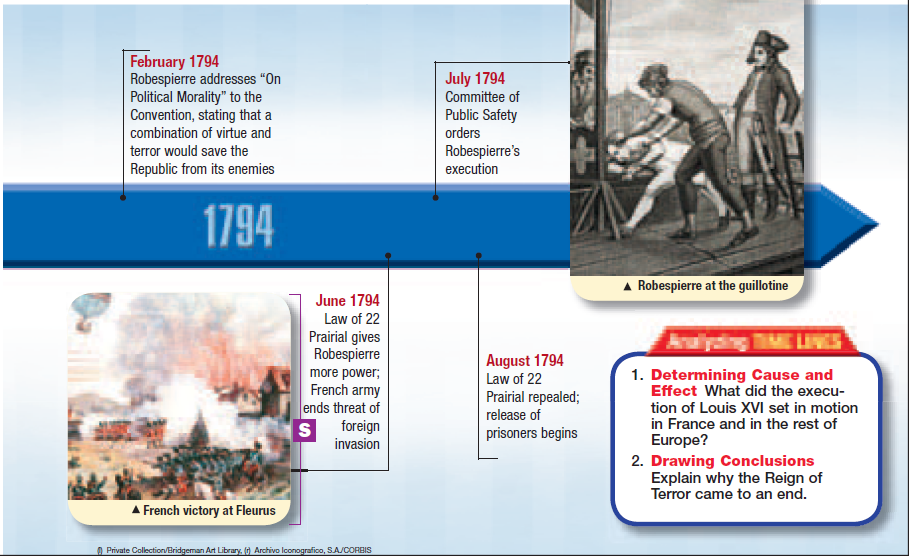 February 1794
Robespierre addresses “On
Political Morality” to the
Convention, stating that a
combination of virtue and
terror would save the
Republic from its enemies
July 1794
Committee of
Public Safety
orders
Robespierre’s
execution
1794
▲ Robespierre at the guillotine
June 1794
Law of 22
Prairial gives
Robespierre
more power;
French army
ends threat of
foreign
invasion
S
▲ French victory at Fleurus
August 1794
Law of 22
Prairial repealed;
release of
prisoners begins
Analyzing TIME LINES
1. Determining Cause and
Effect What did the execu-
tion of Louis XVI set in motion
in France and in the rest of
Europe?
2. Drawing Conclusions
Explain why the Reign of
Terror came to an end.
(l) Private Collection/Bridgeman Art Library, (r) Archivo Iconografico, S.A./CORBIS